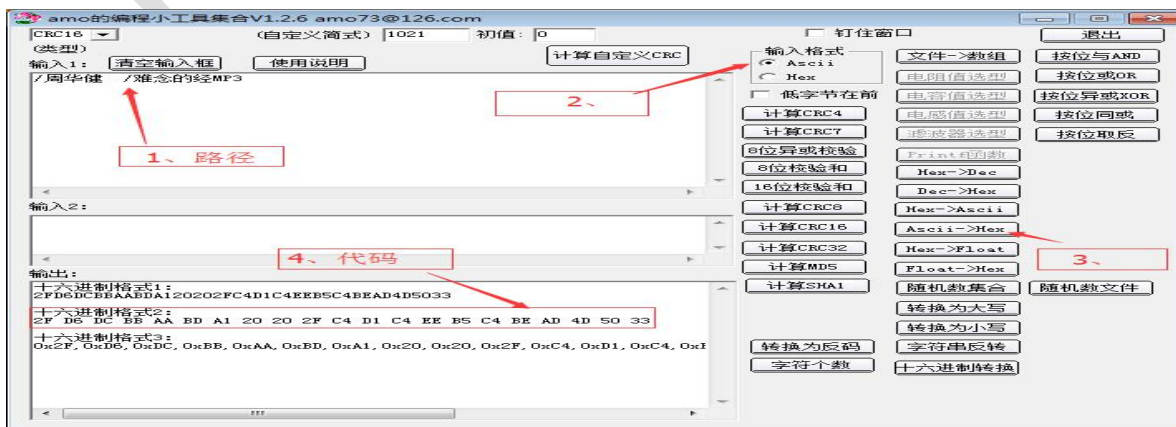 amo的编程小工具集合V1.2.6 amo73@126.com
CRC16 (自定义简式) 1021 初值: 0
(类型)
计算自定义CRC
钉住窗口
退出
输入1: 清空输入框 使用说明
/周华健 /难念的经MP3
1、路径
2、
输入格式
Ascii
Hex
低字节在前
计算CRC4
计算CRC7
8位异或校验
8位校验和
16位校验和
计算CRC8
计算CRC16
计算CRC32
计算MD5
计算SHA1
转换为反码
字符个数
文件->数组
电阻值选型
电容值选型
电感值选型
滤波器选型
Printf函数
Hex->Dec
Dec->Hex
Hex->Ascii
Ascii->Hex
Hex->Float
Float->Hex
随机数集合
转换为大写
转换为小写
字符串反转
十六进制转换
按位与AND
按位或OR
按位异或XOR
按位同或
按位取反
3、
随机数文件
输入2:
4、代码
输出:
十六进制格式1:
2FD6DCBBAABDA120202FC4D1C4EEB5C4BEAD4D5033
十六进制格式2:
2F D6 DC BB AA BD A1 20 20 2F C4 D1 C4 EE B5 C4 BE AD 4D 50 33
十六进制格式3:
0x2F,0xD6,0xDC,0xBB,0xAA,0xBD,0xA1,0x20,0x20,0x2F,0xC4,0xD1,0xC4,0xE